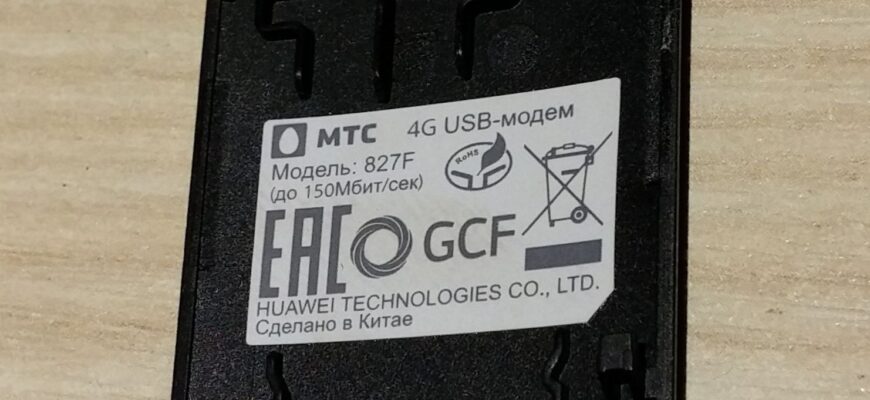 МТС 4G USB-модем
Модель: 827F
(до 150Мбит/сек)
RoHS
EAC GCF
HUAWEI TECHNOLOGIES CO., LTD.
Сделано в Китае